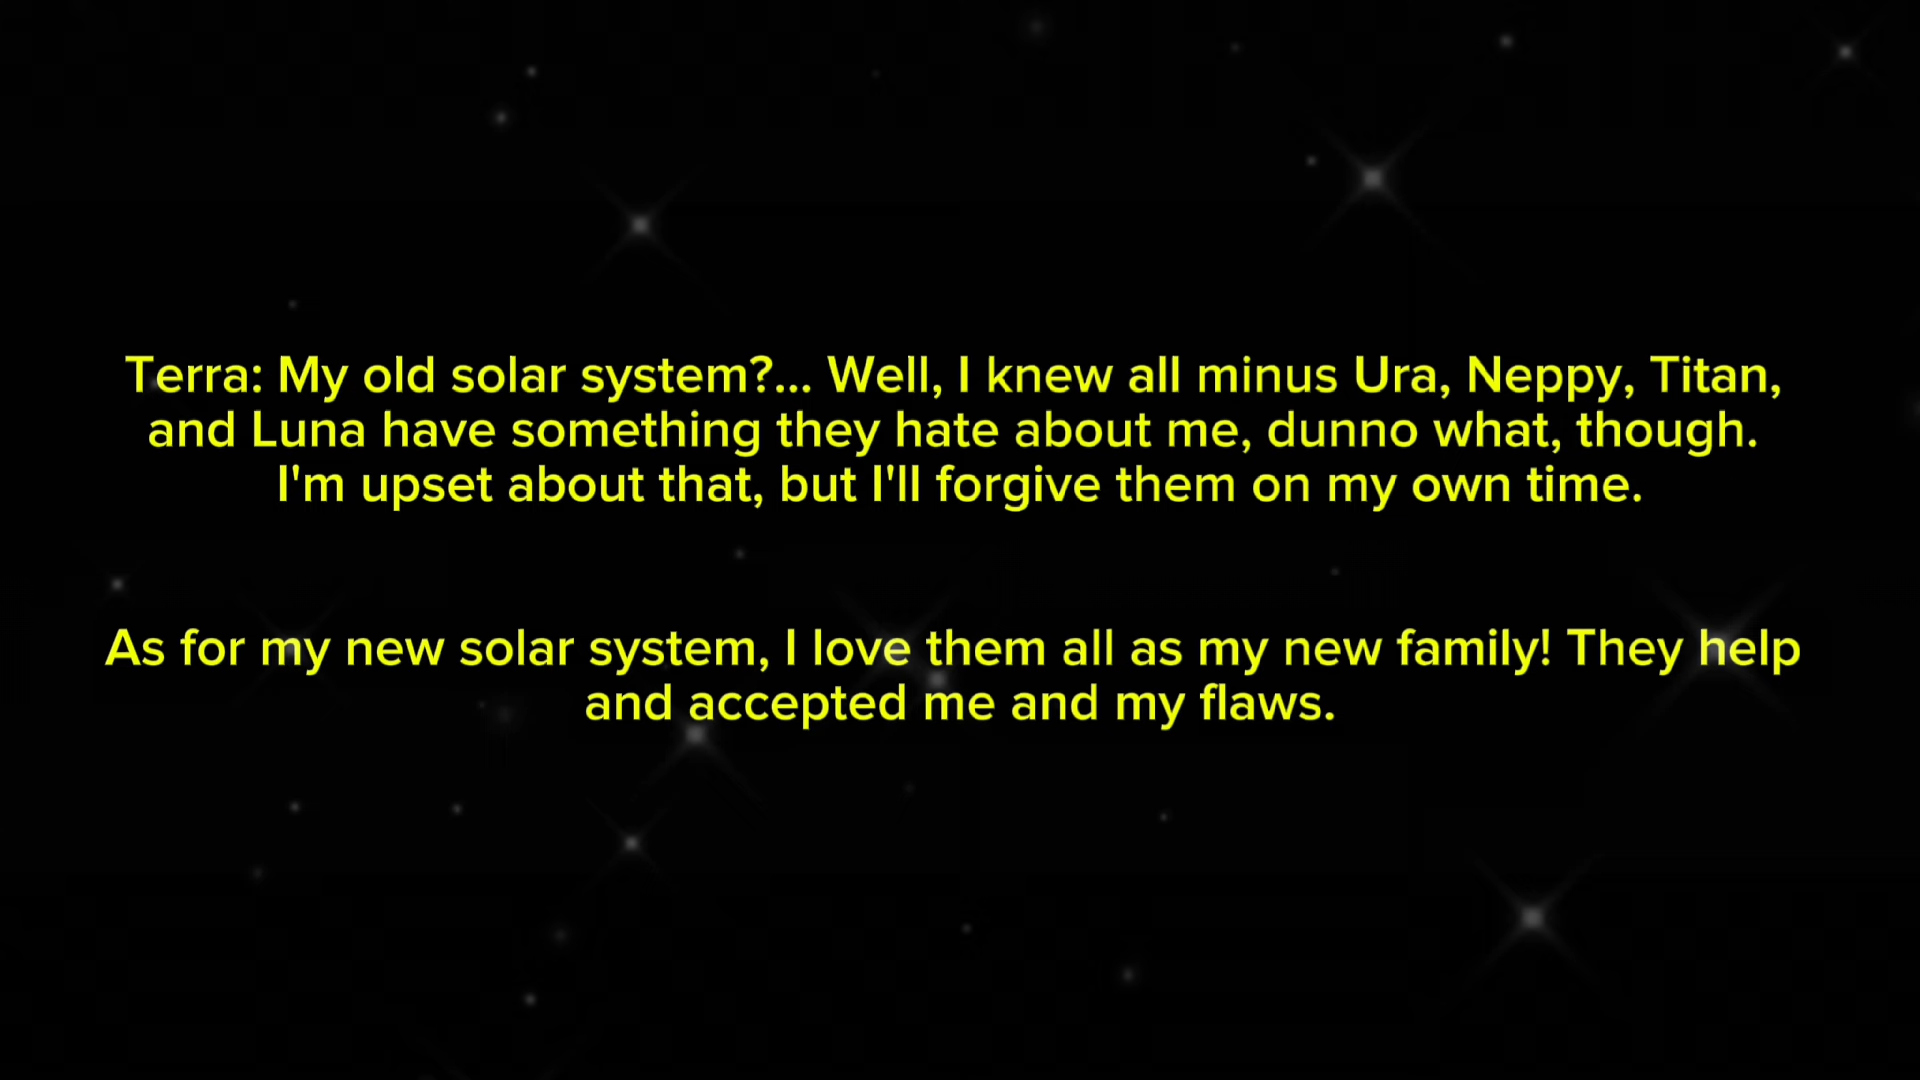 Terra: My old solar system?... Well, I knew all minus Ura, Neppy, Titan,
and Luna have something they hate about me, dunno what, though.
I'm upset about that, but I'll forgive them on my own time.
As for my new solar system, I love them all as my new family! They help
and accepted me and my flaws.